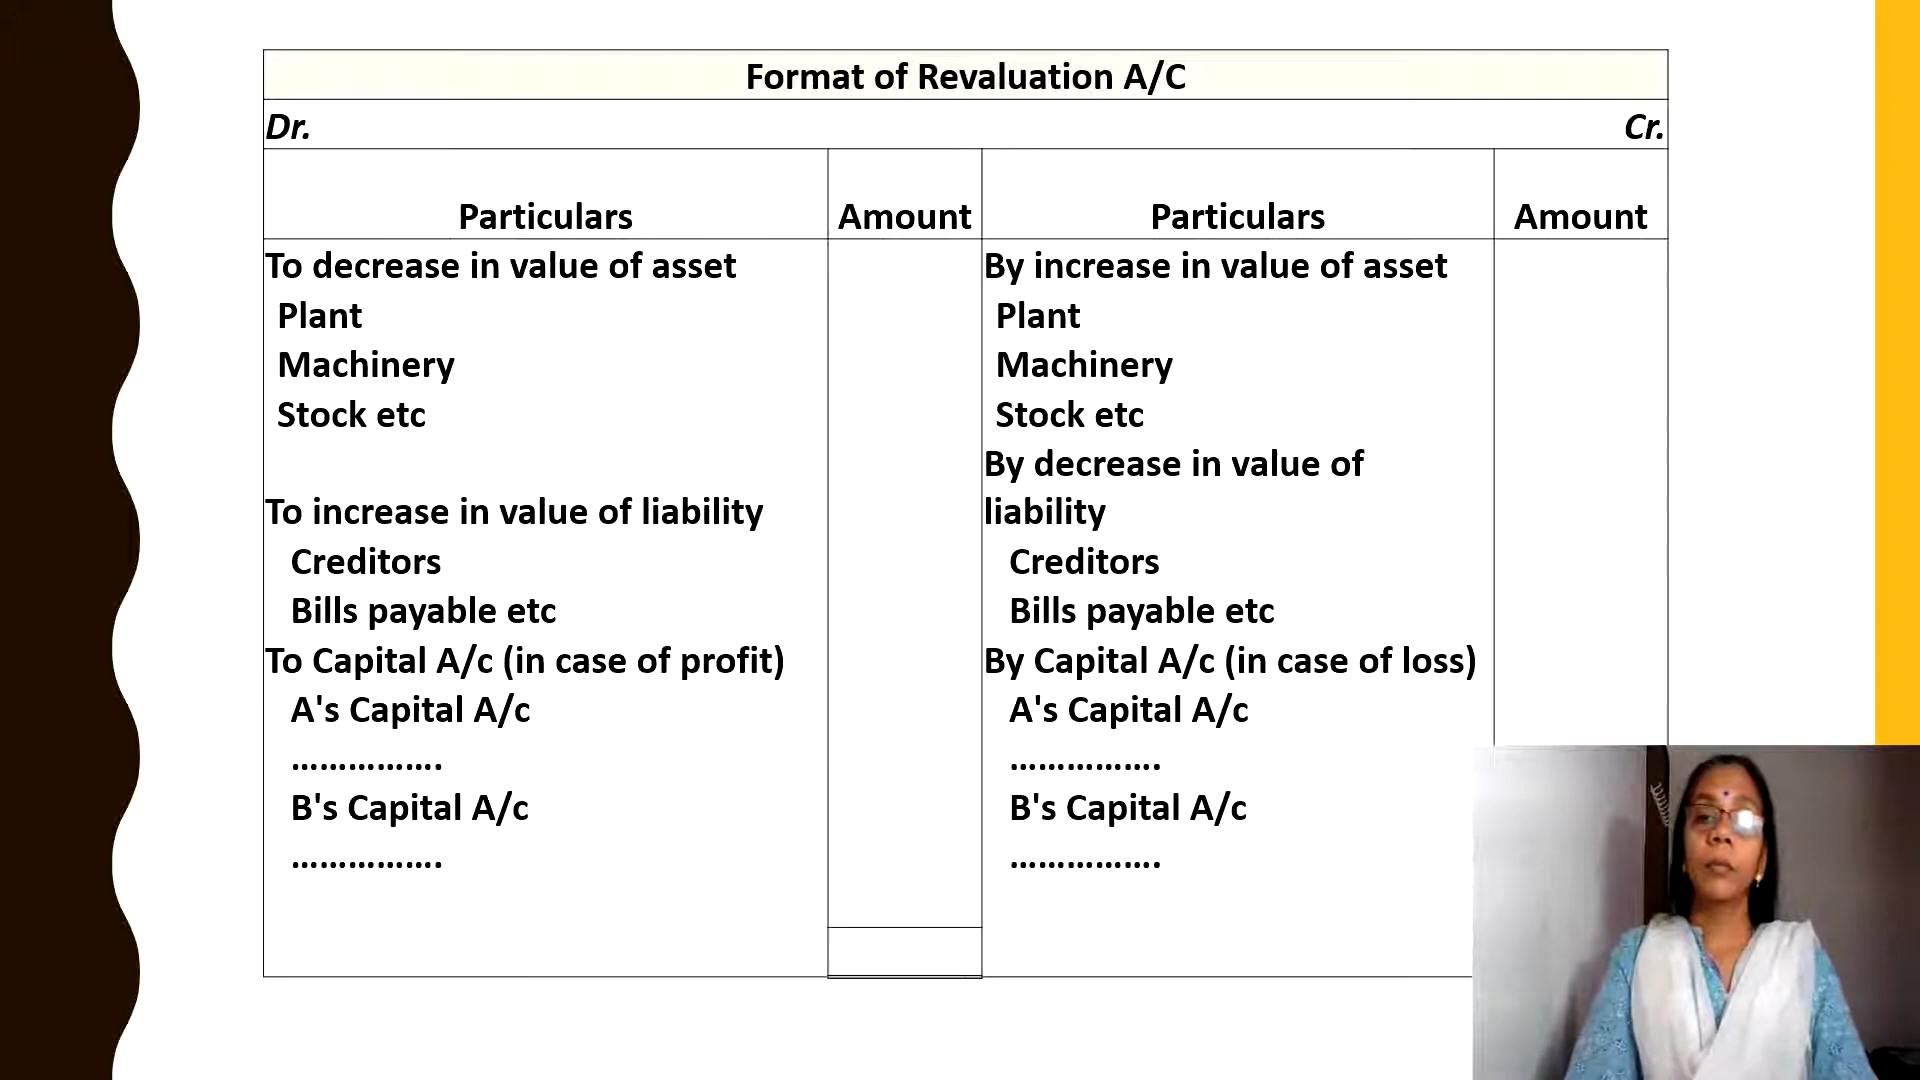 Format of Revaluation A/C
Dr. Cr.
Particulars Amount Particulars Amount
To decrease in value of asset
Plant
Machinery
Stock etc
To increase in value of liability
Creditors
Bills payable etc
To Capital A/c (in case of profit)
A's Capital A/c
…………….
B's Capital A/c
…………….
By increase in value of asset
Plant
Machinery
Stock etc
By decrease in value of
liability
Creditors
Bills payable etc
By Capital A/c (in case of loss)
A's Capital A/c
…………….
B's Capital A/c
…………….